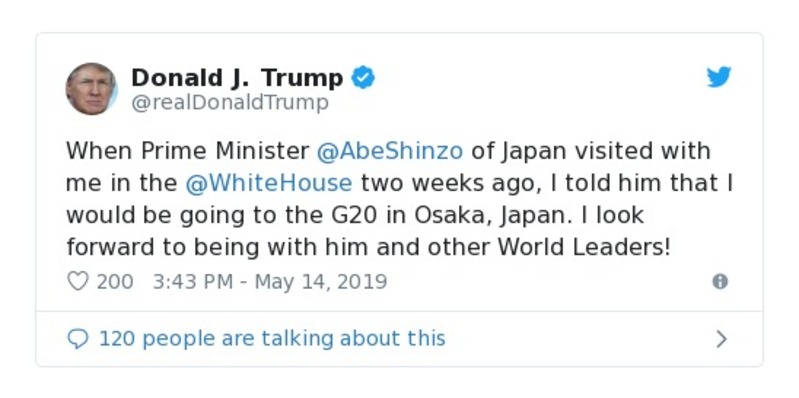 Donald J. Trump
@realDonaldTrump
When Prime Minister @AbeShinzo of Japan visited with
me in the @WhiteHouse two weeks ago, I told him that I
would be going to the G20 in Osaka, Japan. I look
forward to being with him and other World Leaders!
200 3:43 PM - May 14, 2019
120 people are talking about this